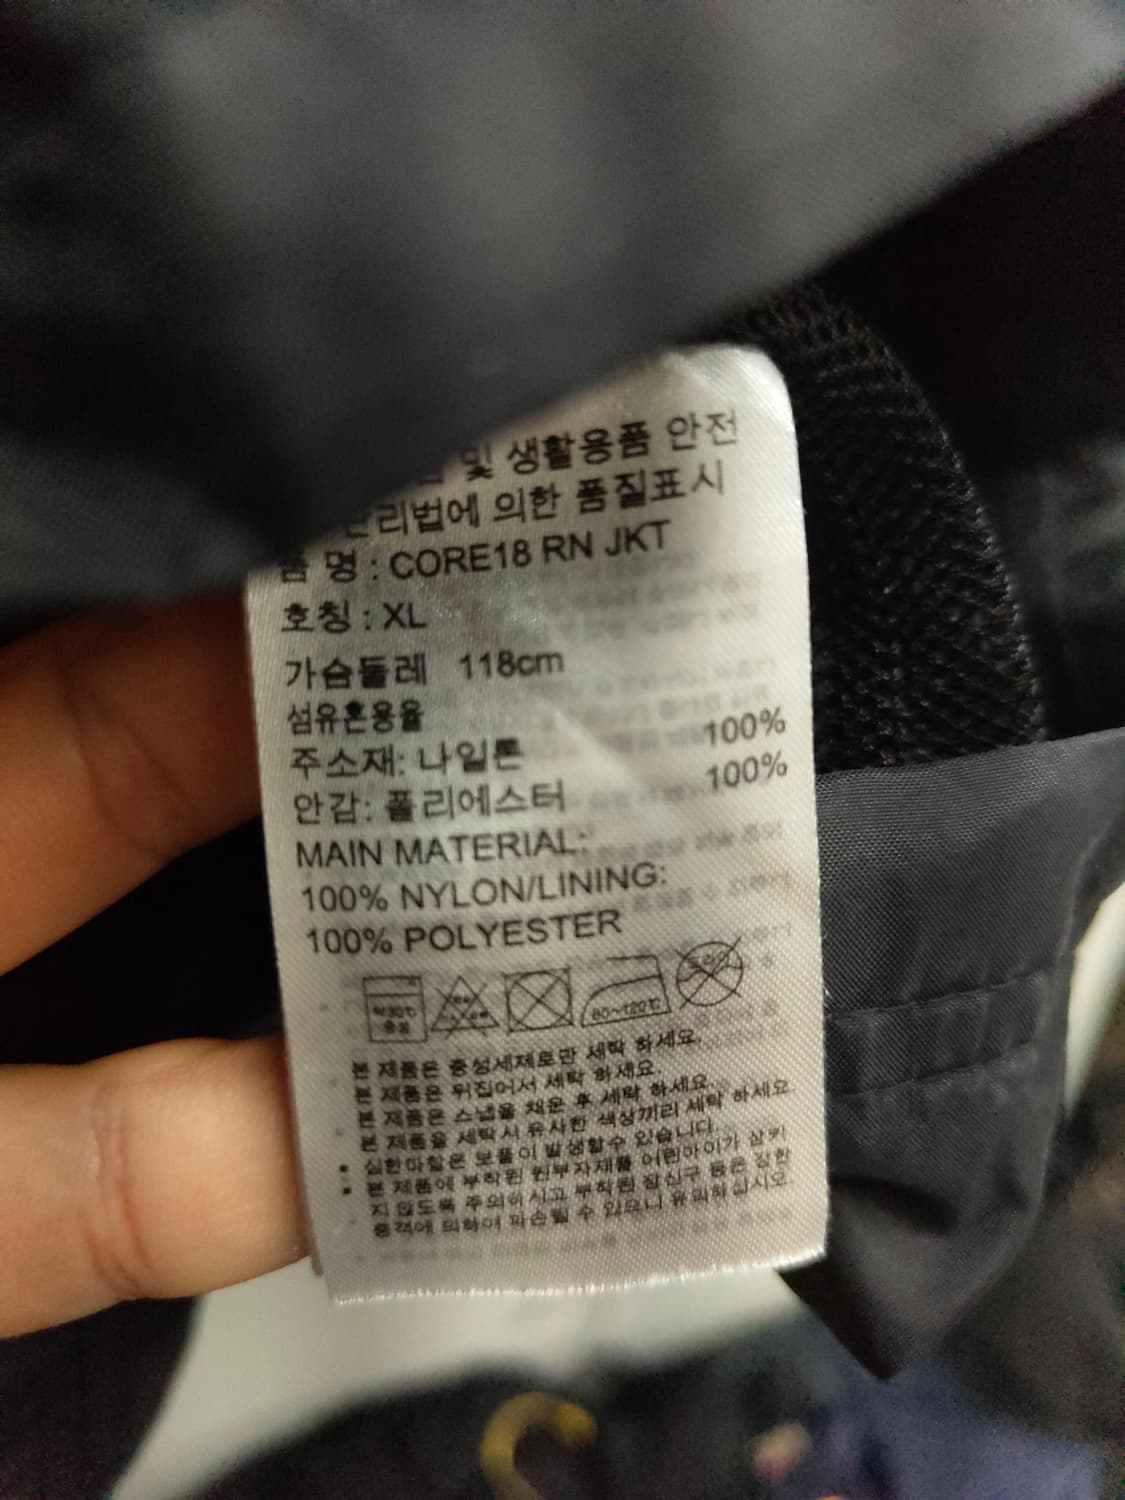 및 생활용품 안전
관리법에 의한 품질표시
품 명 : CORE18 RN JKT
호칭 : XL
가슴둘레 118cm
섬유혼용율
주소재: 나일론 100%
안감: 폴리에스터 100%
MAIN MATERIAL:
100% NYLON/LINING:
100% POLYESTER
약30℃
중성
80~120℃
본 제품은 중성세제로만 세탁 하세요.
본 제품은 뒤집어서 세탁 하세요.
본 제품은 스냅을 채운 후 세탁 하세요.
본 제품을 세탁시 유사한 색상끼리 세탁 하세요.
심한마찰은 보풀이 발생할수 있습니다.
본 제품에 부착된 원부자재를 어린아이가 삼키
지 않도록 주의하시고 부착된 장신구 등은 강한
충격에 의하여 파손될 수 있으니 유의하십시오.